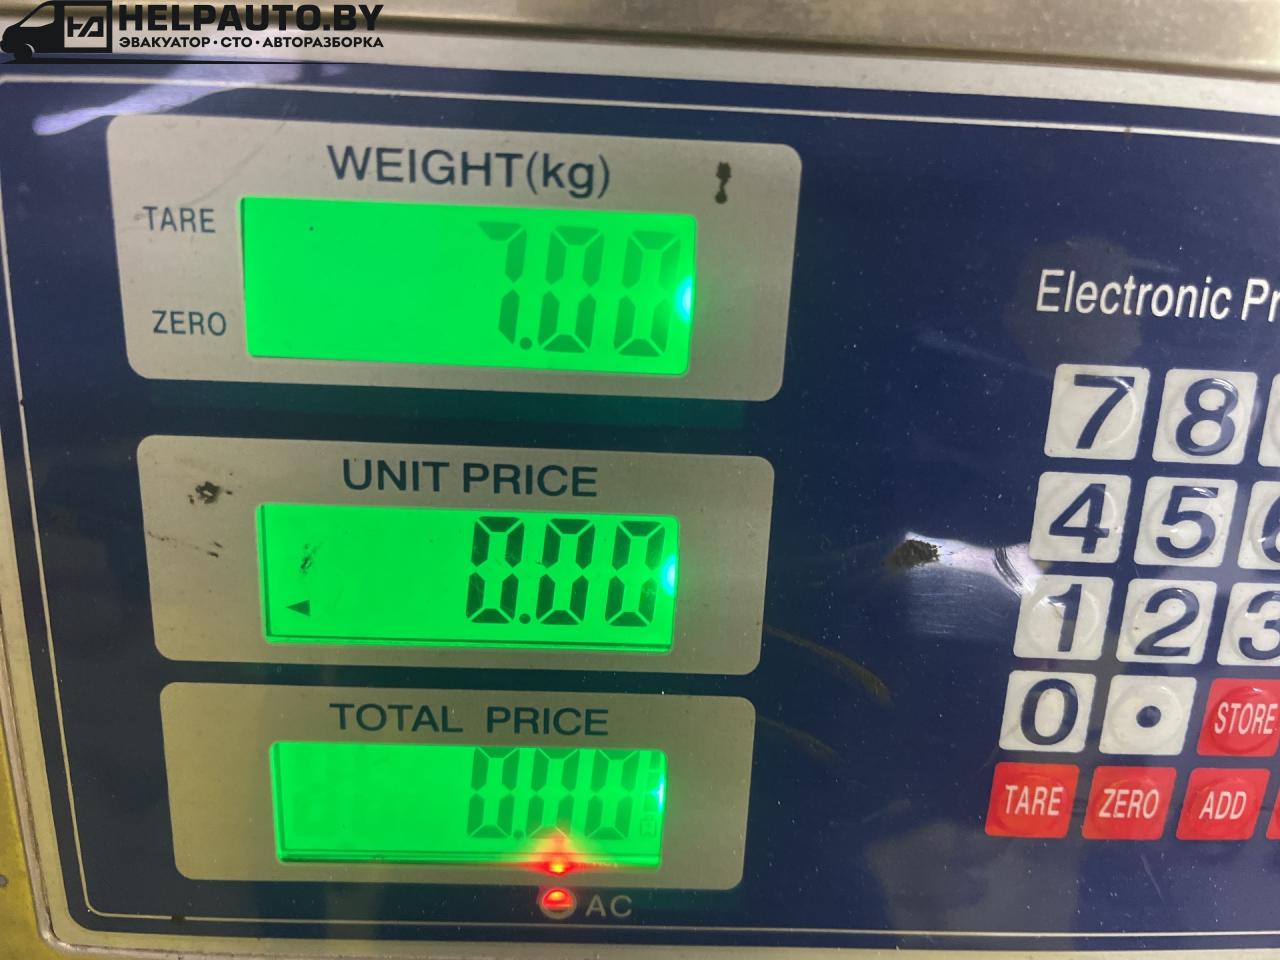 HELPAUTO.BY
ЭВАКУАТОР · СТО · АВТОРАЗБОРКА
WEIGHT(kg)
TARE
7.00
ZERO
Electronic Pr
UNIT PRICE
0.00
TOTAL PRICE
0.00
AC
7 8
4 5 6
1 2 3
0 • STORE
TARE ZERO ADD